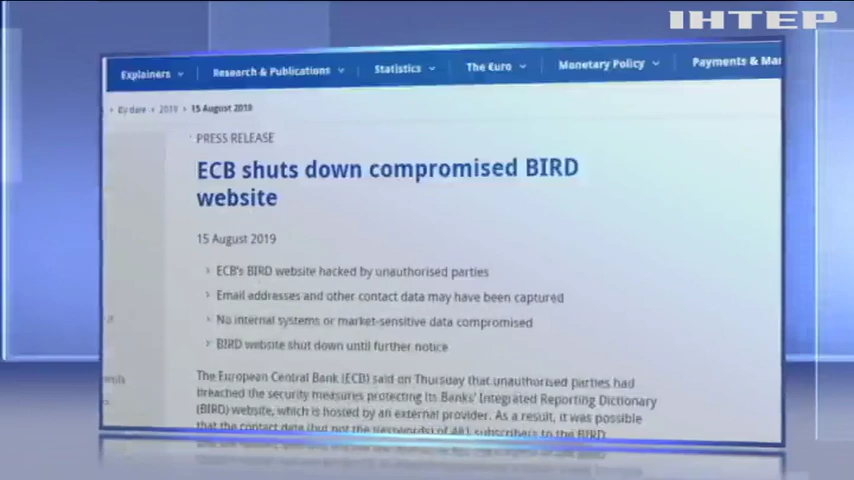 ІНТЕР
Explainers Research & Publications Statistics The €uro Monetary Policy Payments &
By date 2019 15 August 2019
PRESS RELEASE
ECB shuts down compromised BIRD
website
15 August 2019
ECB's BIRD website hacked by unauthorised parties
Email addresses and other contact data may have been captured
No internal systems or market-sensitive data compromised
BIRD website shut down until further notice
The European Central Bank (ECB) said on Thursday that unauthorised parties had
breached the security measures protecting its Banks' Integrated Reporting Dictionary
(BIRD) website, which is hosted by an external provider. As a result, it was possible
that the contact data (but not the passwords) of 481 subscribers to the BIRD